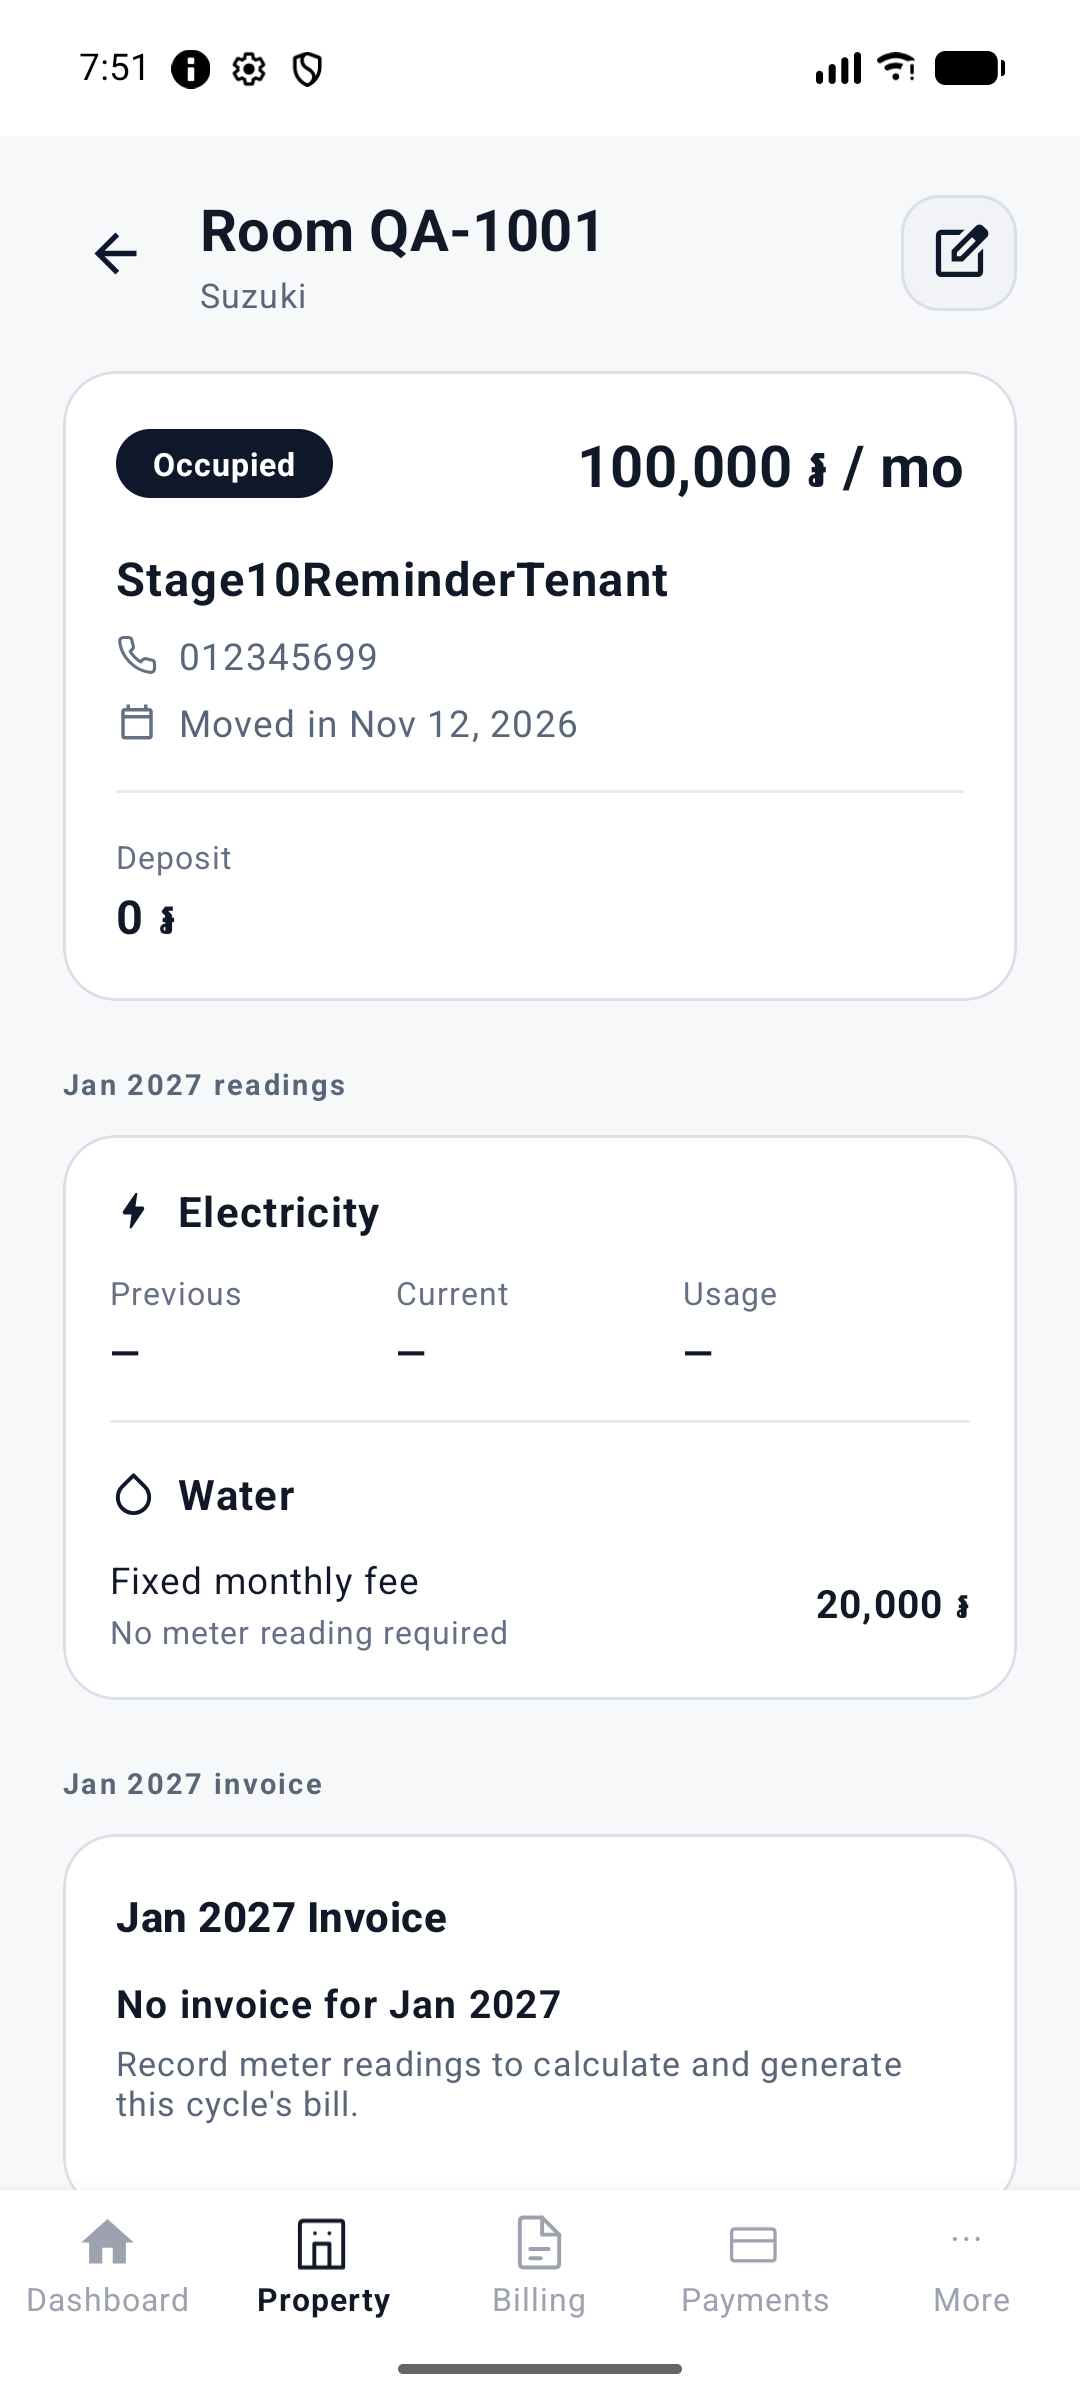 7:51
Room QA-1001
Suzuki
Occupied
100,000 ៛ / mo
Stage10ReminderTenant
012345699
Moved in Nov 12, 2026
Deposit
0 ៛
Jan 2027 readings
Electricity
Previous Current Usage
– – –
Water
Fixed monthly fee
No meter reading required
20,000 ៛
Jan 2027 invoice
Jan 2027 Invoice
No invoice for Jan 2027
Record meter readings to calculate and generate
this cycle's bill.
Dashboard Property Billing Payments More